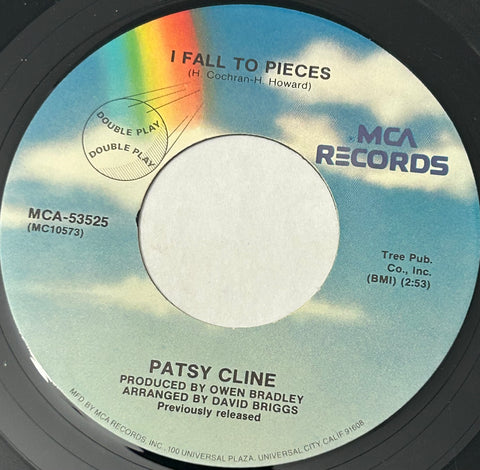 I FALL TO PIECES
(H. Cochran-H. Howard)
DOUBLE PLAY
DOUBLE PLAY
MCA
RECORDS
MCA-53525
(MC10573)
Tree Pub.
Co., Inc.
(BMI) (2:53)
PATSY CLINE
PRODUCED BY OWEN BRADLEY
ARRANGED BY DAVID BRIGGS
Previously released
MFD BY MCA RECORDS, INC., 100 UNIVERSAL PLAZA, UNIVERSAL CITY, CALIF 91608